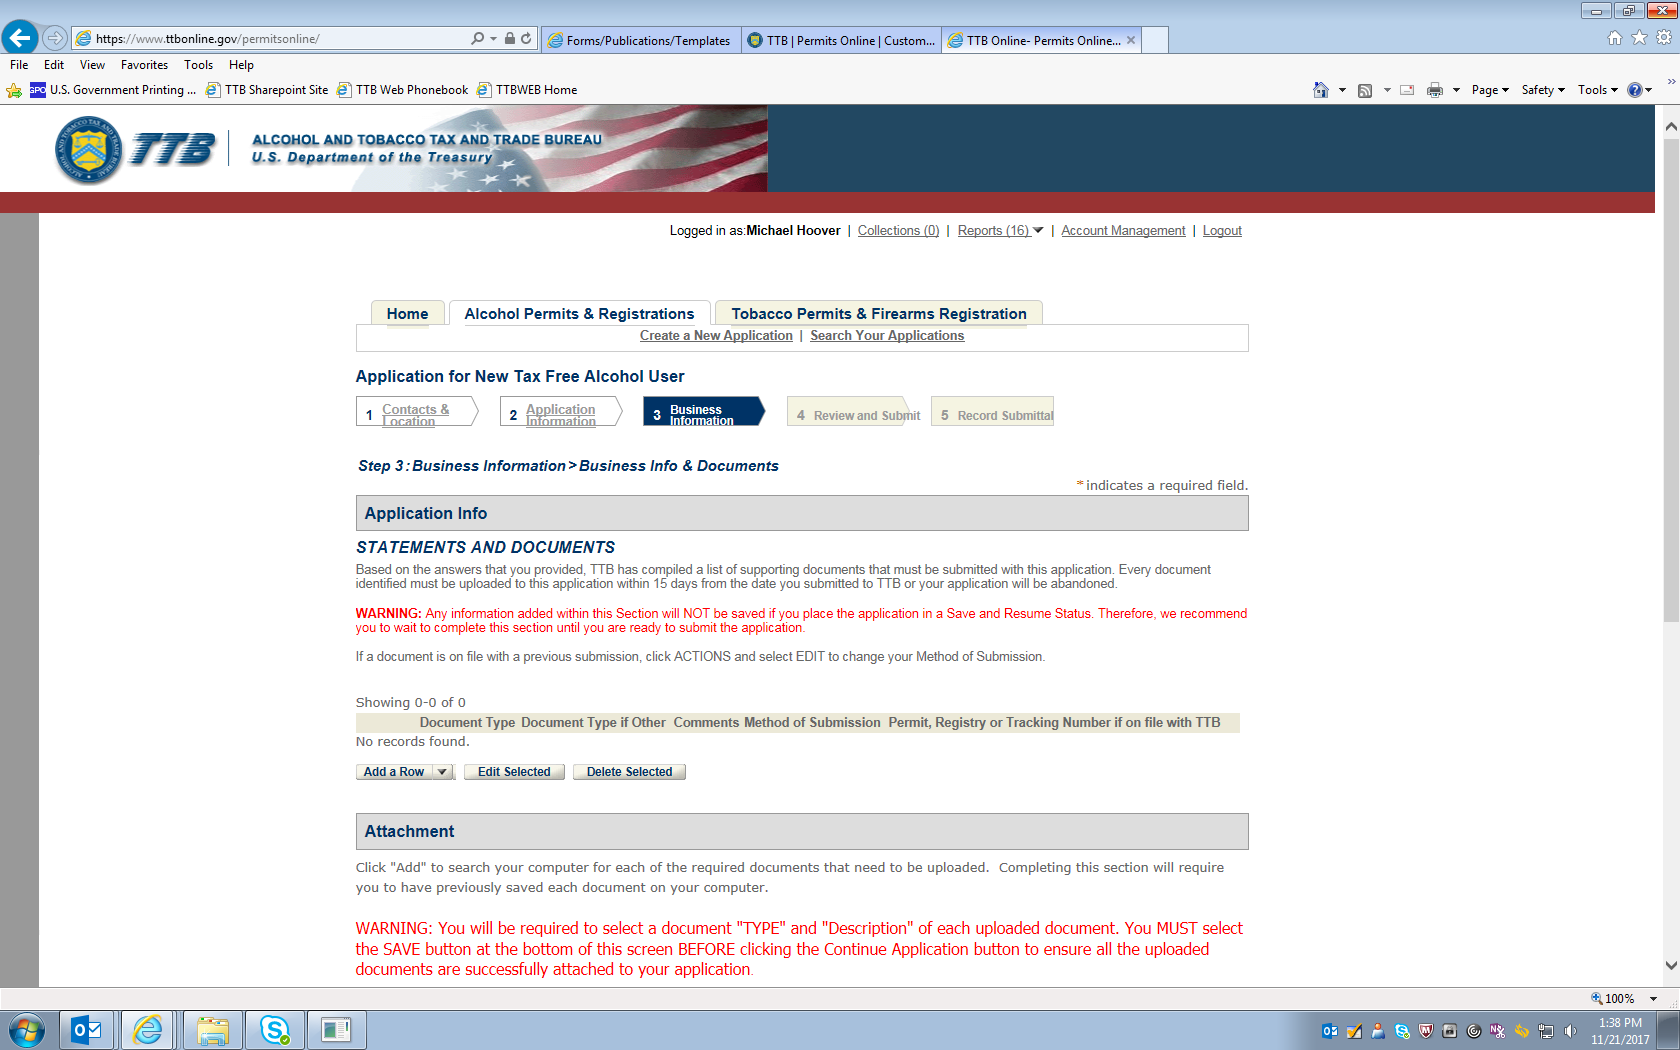 https://www.ttbonline.gov/permitsonline/
Forms/Publications/Templates
TTB | Permits Online | Custom...
TTB Online- Permits Online...
File Edit View Favorites Tools Help
GPO U.S. Government Printing ... TTB Sharepoint Site TTB Web Phonebook TTBWEB Home
Page Safety Tools
TTB
ALCOHOL AND TOBACCO TAX AND TRADE BUREAU
U.S. Department of the Treasury
Logged in as:Michael Hoover | Collections (0) | Reports (16) | Account Management | Logout
Home Alcohol Permits & Registrations Tobacco Permits & Firearms Registration
Create a New Application | Search Your Applications
Application for New Tax Free Alcohol User
1 Contacts & Location
2 Application Information
3 Business Information
4 Review and Submit
5 Record Submittal
Step 3:Business Information>Business Info & Documents
*indicates a required field.
Application Info
STATEMENTS AND DOCUMENTS
Based on the answers that you provided, TTB has compiled a list of supporting documents that must be submitted with this application. Every document
identified must be uploaded to this application within 15 days from the date you submitted to TTB or your application will be abandoned.
WARNING: Any information added within this Section will NOT be saved if you place the application in a Save and Resume Status. Therefore, we recommend
you to wait to complete this section until you are ready to submit the application.
If a document is on file with a previous submission, click ACTIONS and select EDIT to change your Method of Submission.
Showing 0-0 of 0
Document Type Document Type if Other Comments Method of Submission Permit, Registry or Tracking Number if on file with TTB
No records found.
Add a Row Edit Selected Delete Selected
Attachment
Click "Add" to search your computer for each of the required documents that need to be uploaded. Completing this section will require
you to have previously saved each document on your computer.
WARNING: You will be required to select a document "TYPE" and "Description" of each uploaded document. You MUST select
the SAVE button at the bottom of this screen BEFORE clicking the Continue Application button to ensure all the uploaded
documents are successfully attached to your application.
100%
1:38 PM
11/21/2017